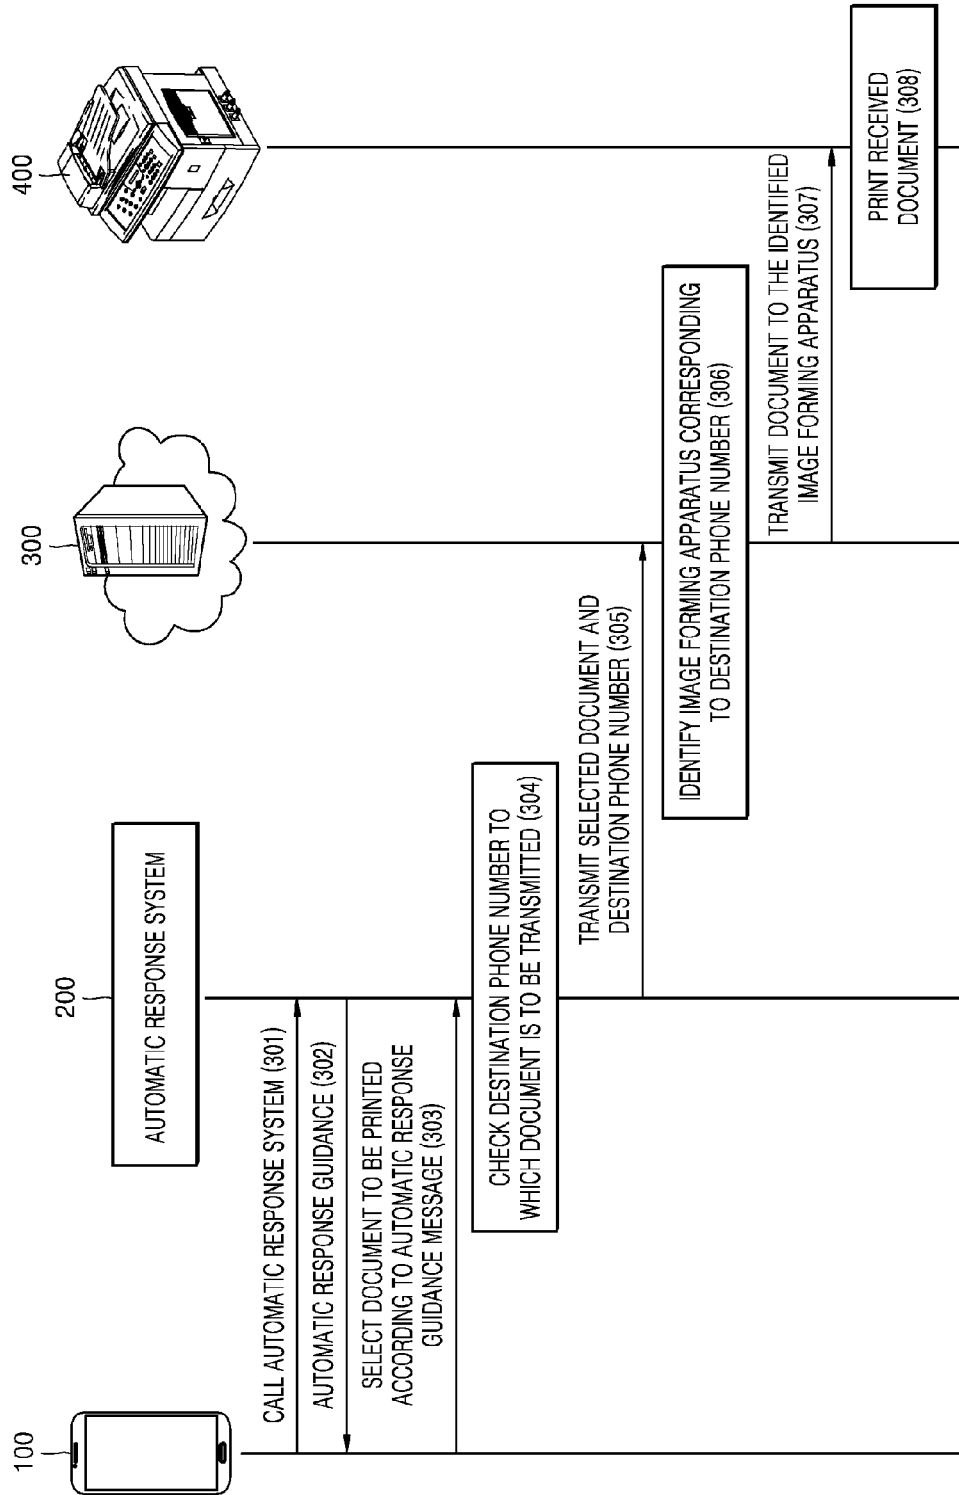 100
200
300
400
AUTOMATIC RESPONSE SYSTEM
CALL AUTOMATIC RESPONSE SYSTEM (301)
AUTOMATIC RESPONSE GUIDANCE (302)
SELECT DOCUMENT TO BE PRINTED
ACCORDING TO AUTOMATIC RESPONSE
GUIDANCE MESSAGE (303)
CHECK DESTINATION PHONE NUMBER TO
WHICH DOCUMENT IS TO BE TRANSMITTED (304)
TRANSMIT SELECTED DOCUMENT AND
DESTINATION PHONE NUMBER (305)
IDENTIFY IMAGE FORMING APPARATUS CORRESPONDING
TO DESTINATION PHONE NUMBER (306)
TRANSMIT DOCUMENT TO THE IDENTIFIED
IMAGE FORMING APPARATUS (307)
PRINT RECEIVED
DOCUMENT (308)